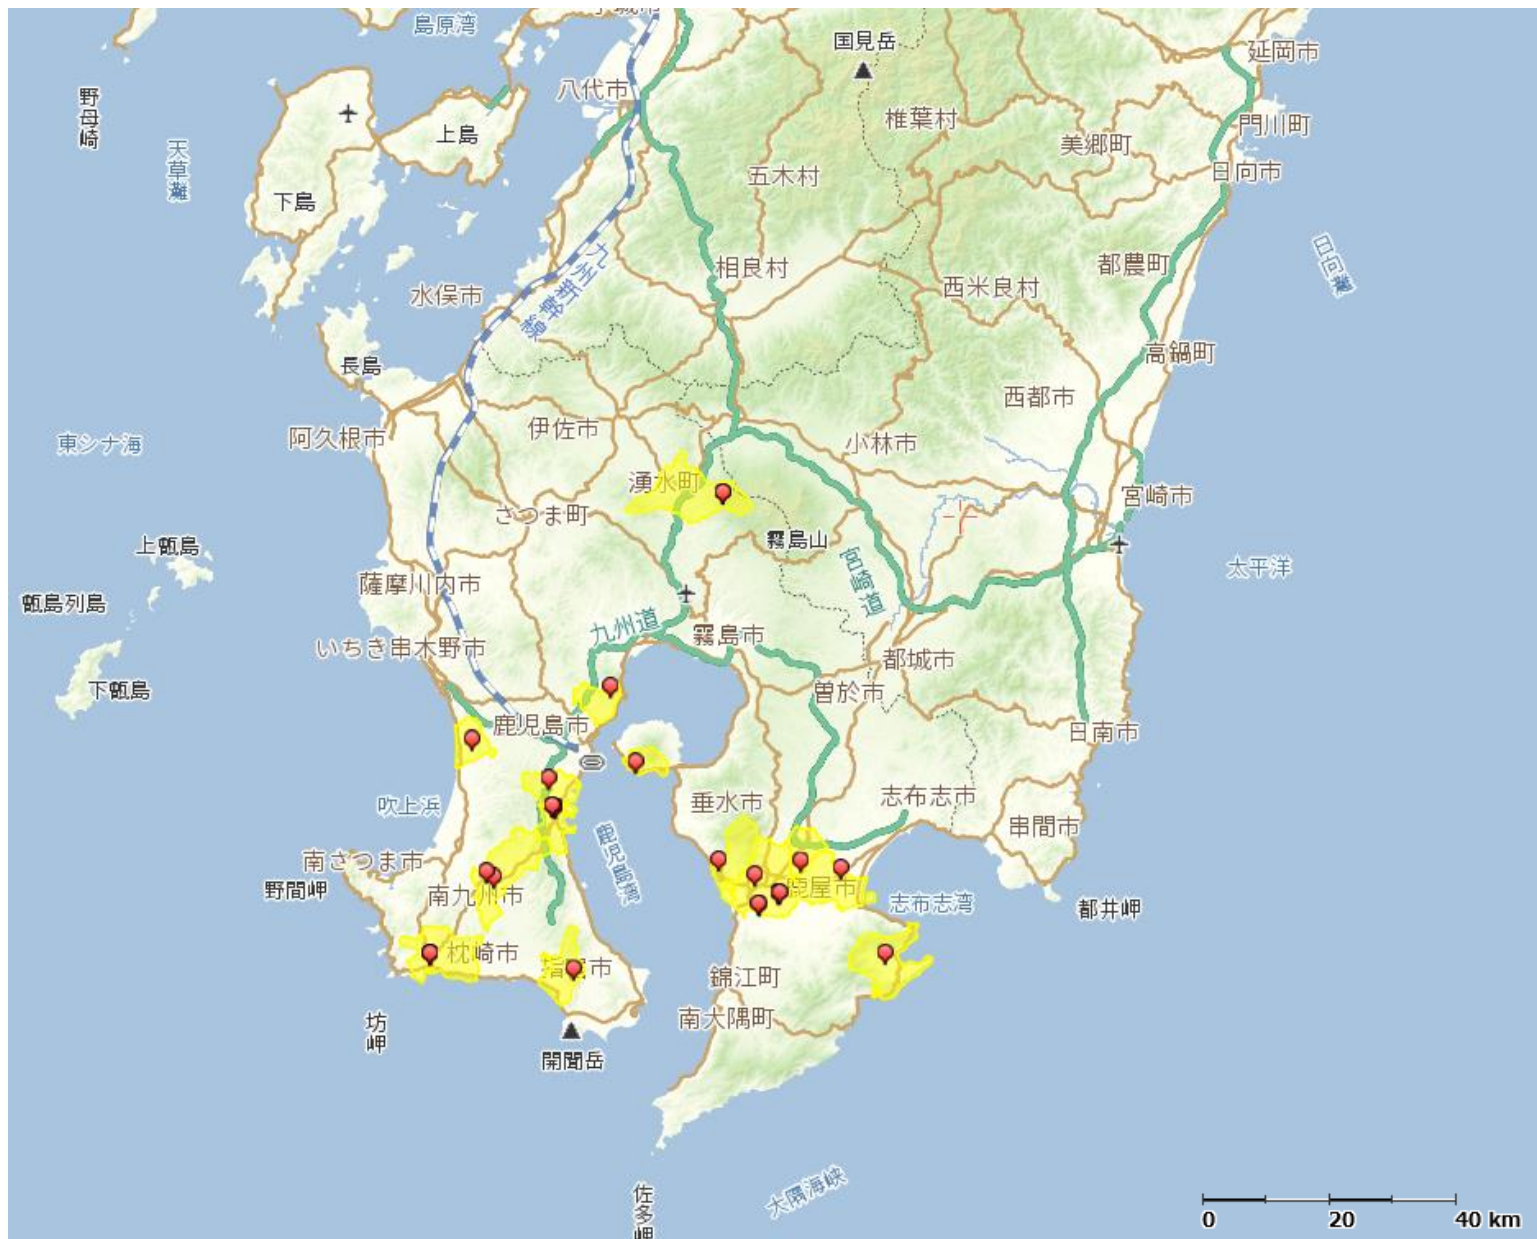 島原湾
国見岳
延岡市
八代市
野母崎
上島
椎葉村
門川町
美郷町
天草灘
五木村
日向市
下島
日向灘
九州新幹線
相良村
都農町
水俣市
西米良村
長島
高鍋町
西都市
東シナ海
阿久根市
伊佐市
小林市
湧水町
宮崎市
さつま町
上甑島
霧島山
太平洋
薩摩川内市
宮崎道
甑島列島
九州道
霧島市
いちき串木野市
都城市
下甑島
曽於市
鹿児島市
日南市
吹上浜
垂水市
志布志市
串間市
南さつま市
鹿児島湾
野間岬
南九州市
鹿屋市
志布志湾
都井岬
枕崎市
指宿市
錦江町
坊岬
南大隅町
開聞岳
佐多岬
大隅海峡
0 20 40 km